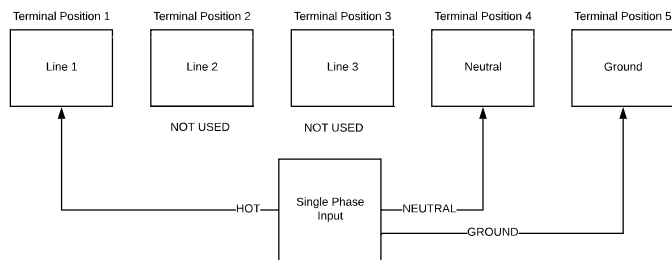 Terminal Position 1
Terminal Position 2
Terminal Position 3
Terminal Position 4
Terminal Position 5
Line 1
Line 2
Line 3
Neutral
Ground
NOT USED
NOT USED
HOT
Single Phase
Input
NEUTRAL
GROUND